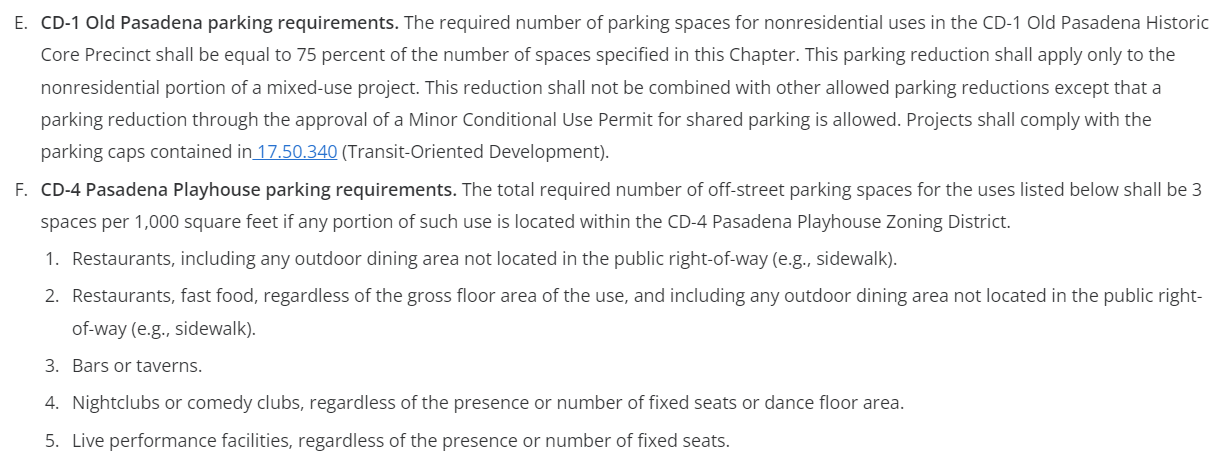 E. CD-1 Old Pasadena parking requirements. The required number of parking spaces for nonresidential uses in the CD-1 Old Pasadena Historic
Core Precinct shall be equal to 75 percent of the number of spaces specified in this Chapter. This parking reduction shall apply only to the
nonresidential portion of a mixed-use project. This reduction shall not be combined with other allowed parking reductions except that a
parking reduction through the approval of a Minor Conditional Use Permit for shared parking is allowed. Projects shall comply with the
parking caps contained in 17.50.340 (Transit-Oriented Development).
F. CD-4 Pasadena Playhouse parking requirements. The total required number of off-street parking spaces for the uses listed below shall be 3
spaces per 1,000 square feet if any portion of such use is located within the CD-4 Pasadena Playhouse Zoning District.
1. Restaurants, including any outdoor dining area not located in the public right-of-way (e.g., sidewalk).
2. Restaurants, fast food, regardless of the gross floor area of the use, and including any outdoor dining area not located in the public right-
of-way (e.g., sidewalk).
3. Bars or taverns.
4. Nightclubs or comedy clubs, regardless of the presence or number of fixed seats or dance floor area.
5. Live performance facilities, regardless of the presence or number of fixed seats.